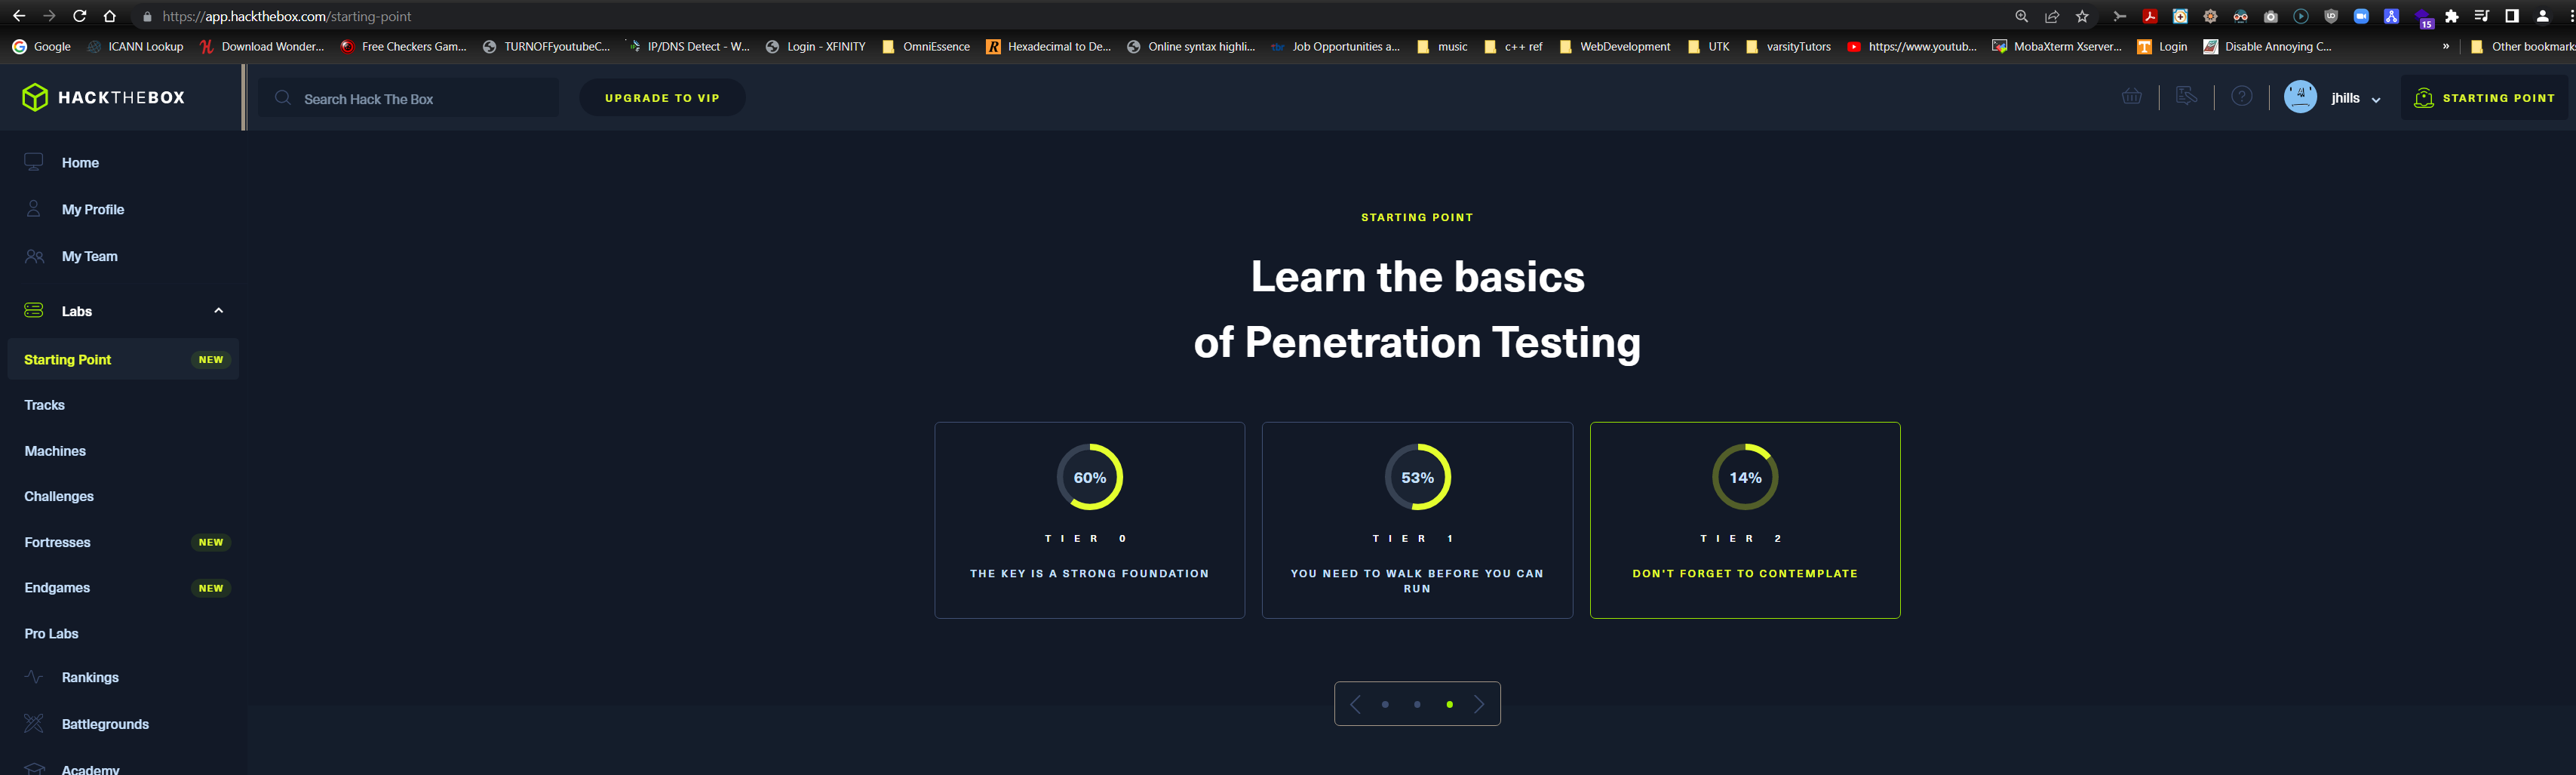 https://app.hackthebox.com/starting-point
15
Google ICANN Lookup Download Wonder... Free Checkers Gam... TURNOFFyoutubeC... IP/DNS Detect - W... Login - XFINITY OmniEssence Hexadecimal to De... Online syntax highli... Job Opportunities a... music c++ ref WebDevelopment UTK varsityTutors https://www.youtub... MobaXterm Xserver... Login Disable Annoying C... » Other bookmarks
HACKTHEBOX Search Hack The Box UPGRADE TO VIP jhills STARTING POINT
Home
My Profile
My Team
Labs
Starting Point NEW
Tracks
Machines
Challenges
Fortresses NEW
Endgames NEW
Pro Labs
Rankings
Battlegrounds
Academy
STARTING POINT
Learn the basics
of Penetration Testing
60%
TIER 0
THE KEY IS A STRONG FOUNDATION
53%
TIER 1
YOU NEED TO WALK BEFORE YOU CAN
RUN
14%
TIER 2
DON'T FORGET TO CONTEMPLATE